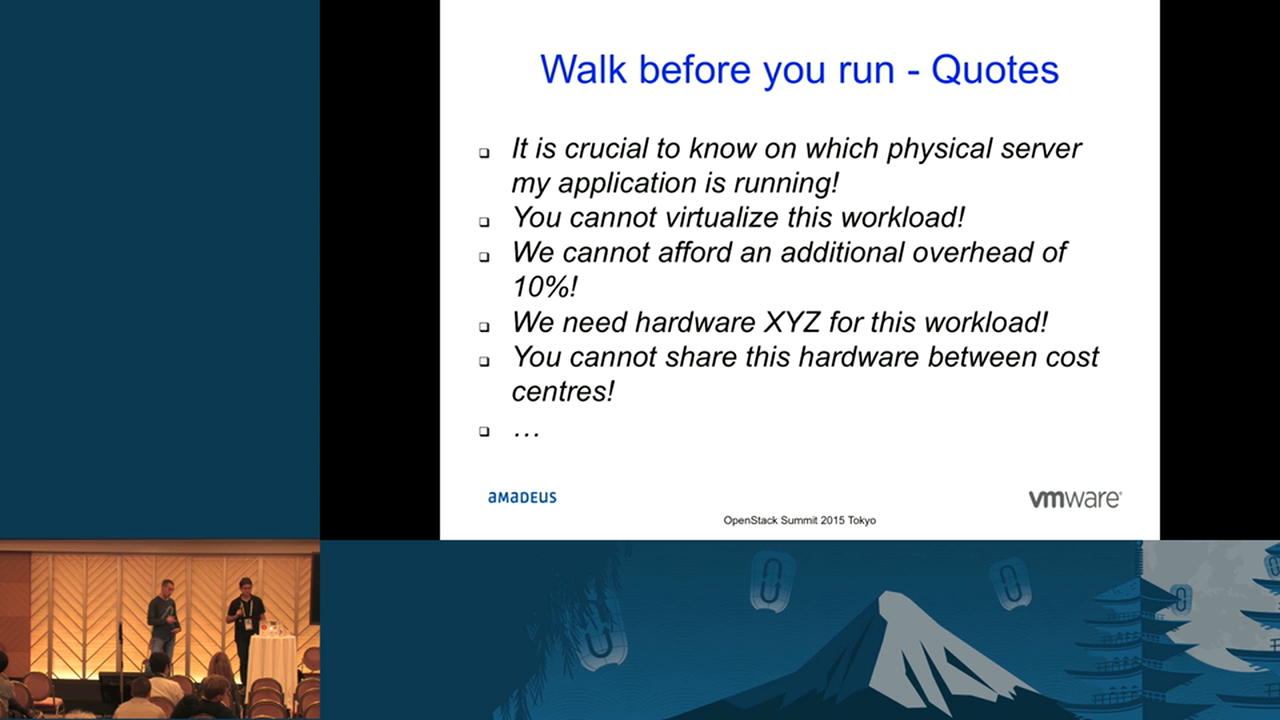 Walk before you run - Quotes
It is crucial to know on which physical server
my application is running!
You cannot virtualize this workload!
We cannot afford an additional overhead of
10%!
We need hardware XYZ for this workload!
You cannot share this hardware between cost
centres!
...
amadeus
vmware
OpenStack Summit 2015 Tokyo